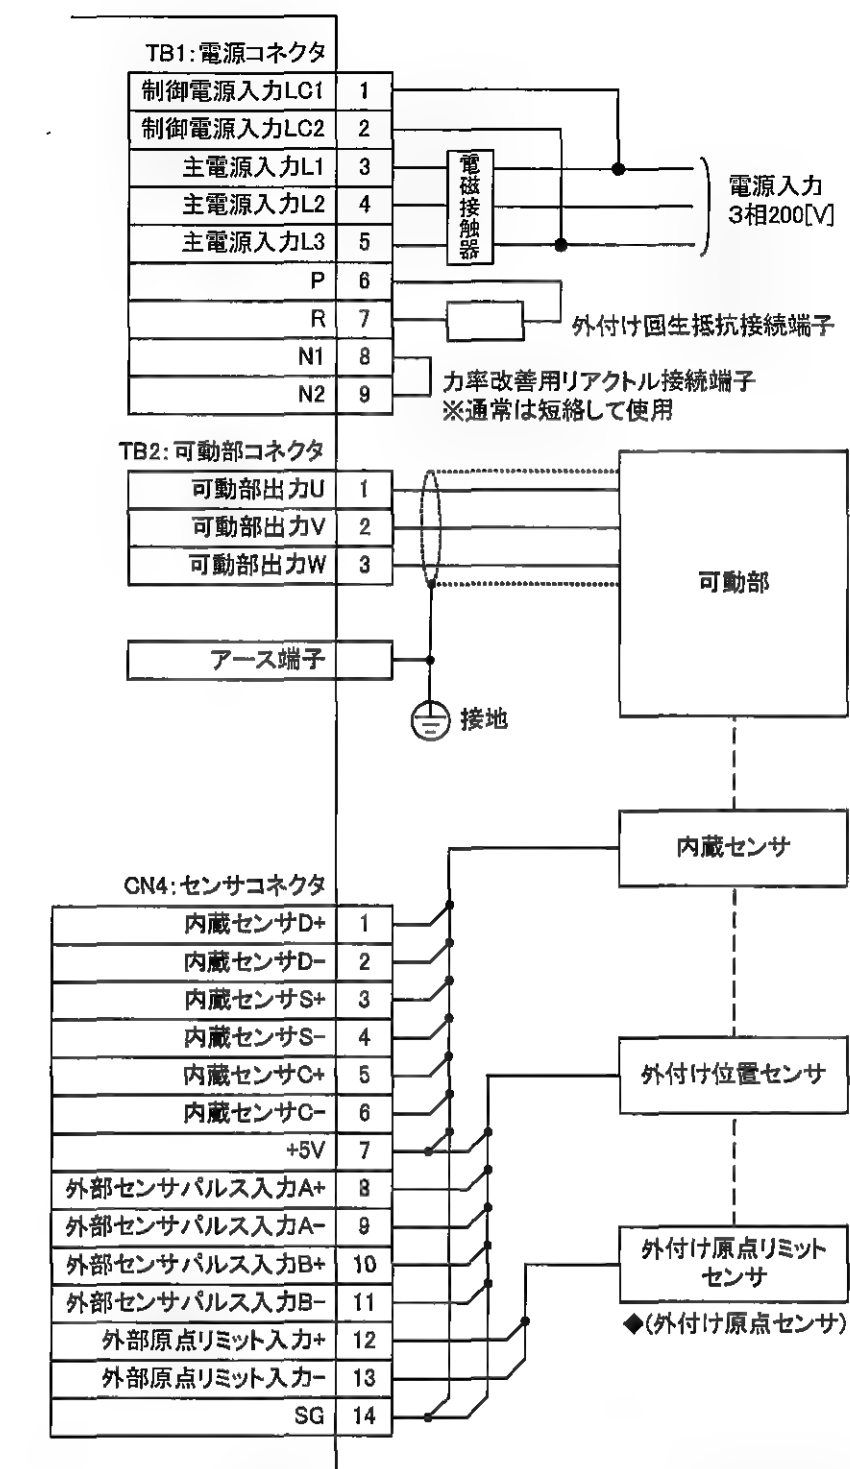 TB1:電源コネクタ
制御電源入力LC1 1
制御電源入力LC2 2
主電源入力L1 3
主電源入力L2 4
主電源入力L3 5
P 6
R 7
N1 8
N2 9
電磁接触器
電源入力
3相200[V]
外付け回生抵抗接続端子
力率改善用リアクトル接続端子
※通常は短絡して使用
TB2:可動部コネクタ
可動部出力U 1
可動部出力V 2
可動部出力W 3
可動部
アース端子
接地
内蔵センサ
CN4:センサコネクタ
内蔵センサD+ 1
内蔵センサD- 2
内蔵センサS+ 3
内蔵センサS- 4
内蔵センサC+ 5
内蔵センサC- 6
+5V 7
外部センサパルス入力A+ 8
外部センサパルス入力A- 9
外部センサパルス入力B+ 10
外部センサパルス入力B- 11
外部原点リミット入力+ 12
外部原点リミット入力- 13
SG 14
外付け位置センサ
外付け原点リミット
センサ
◆(外付け原点センサ)